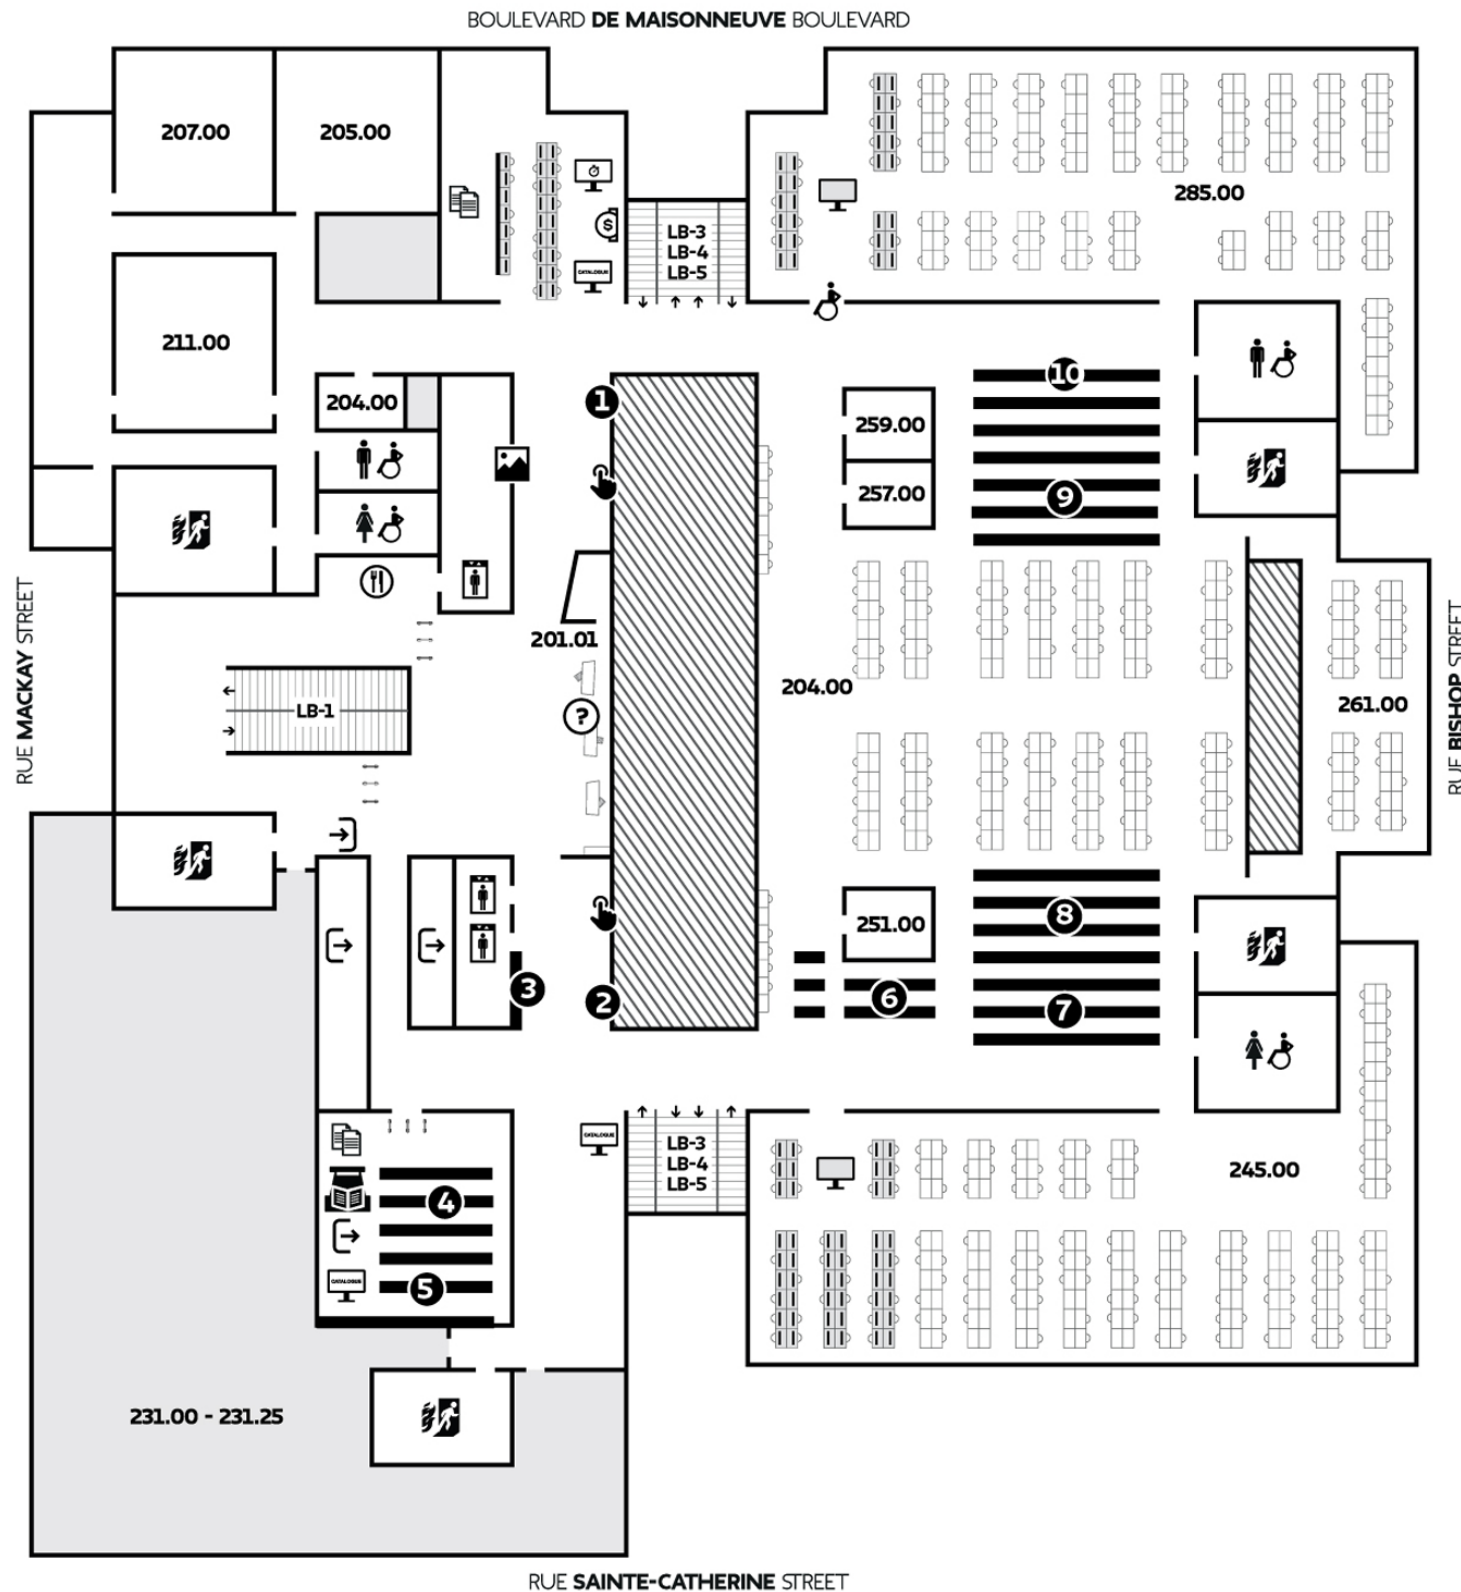 BOULEVARD DE MAISONNEUVE BOULEVARD
207.00
205.00
285.00
$
LB-3
LB-4
LB-5
CATALOGUE
211.00
10
204.00
1
259.00
257.00
9
201.01
204.00
261.00
LB-1
?
RUE MACKAY STREET
RUE BISHOP STREET
251.00
8
3
2
6
7
CATALOGUE
LB-3
LB-4
LB-5
245.00
4
CATALOGUE
5
231.00 - 231.25
RUE SAINTE-CATHERINE STREET